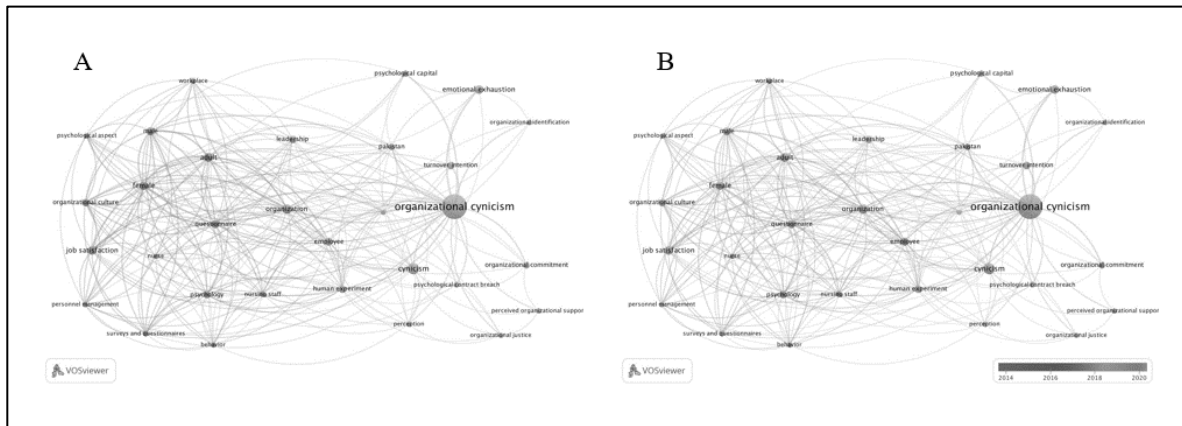 A
workplace
psychological capital
emotional exhaustion
psychological aspect
male
organizational identification
leadership
pakistan
adult
turnover intention
female
organizational culture
organization
organizational cynicism
questionnaire
employee
job satisfaction
nurse
cynicism
organizational commitment
psychological contract breach
human experiment
psychology
nursing staff
personnel management
perceived organizational suppor
perception
surveys and questionnaires
organizational justice
behavior
VOSviewer
B
workplace
psychological capital
emotional exhaustion
psychological aspect
male
organizational identification
leadership
pakistan
adult
turnover intention
female
organizational culture
organization
organizational cynicism
questionnaire
employee
job satisfaction
nurse
cynicism
organizational commitment
psychological contract breach
human experiment
psychology
nursing staff
personnel management
perceived organizational suppor
perception
surveys and questionnaires
organizational justice
behavior
VOSviewer
2014 2016 2018 2020